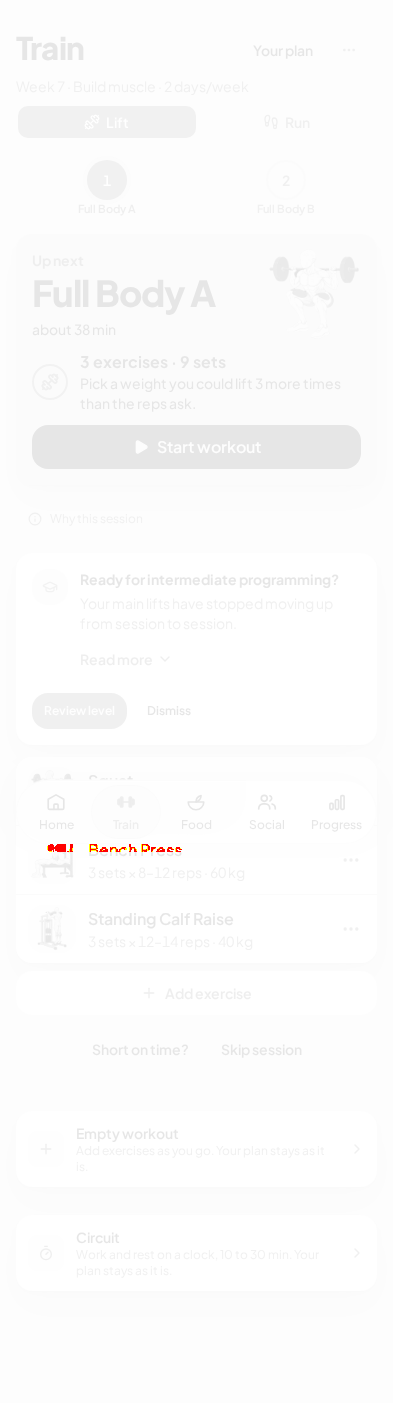 Train
Your plan
Week 7 Build muscle · 2 days/week
Lift
Run
1
2
Full Body A
Full Body B
Up next
Full Body A
about 38 min
3 exercises · 9 sets
Pick a weight you could lift 3 more times
than the reps ask.
Start workout
Why this session
Ready for intermediate programming?
Your main lifts have stopped moving up
from session to session.
Read more
Review level
Dismiss
Squat
Home
Train
Food
Social
Progress
Bench Press
3 sets × 8–12 reps · 60 kg
Standing Calf Raise
3 sets × 12–14 reps · 40 kg
Add exercise
Short on time?
Skip session
Empty workout
Add exercises as you go. Your plan stays as it
is.
Circuit
Work and rest on a clock, 10 to 30 min. Your
plan stays as it is.